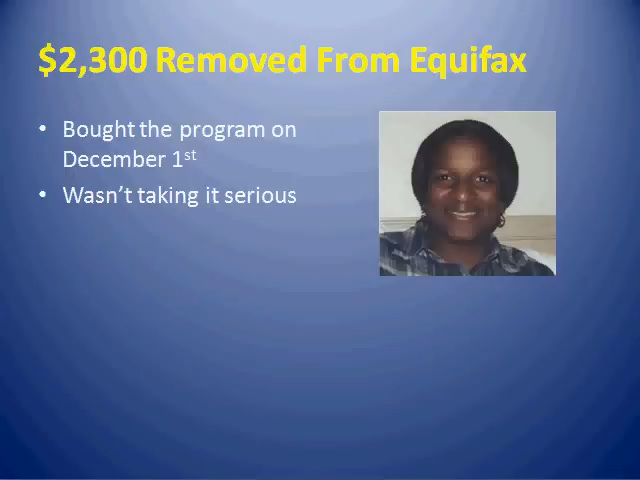 $2,300 Removed From Equifax
• Bought the program on
December 1st
• Wasn't taking it serious